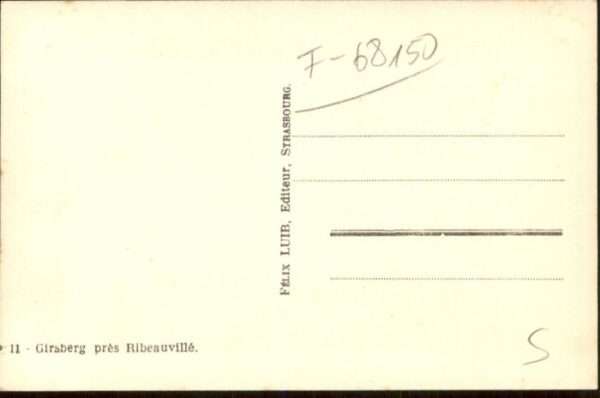 F-68150
FÉLIX LUIB, Editeur, STRASBOURG.
11 - Girsberg près Ribeauvillé.
S